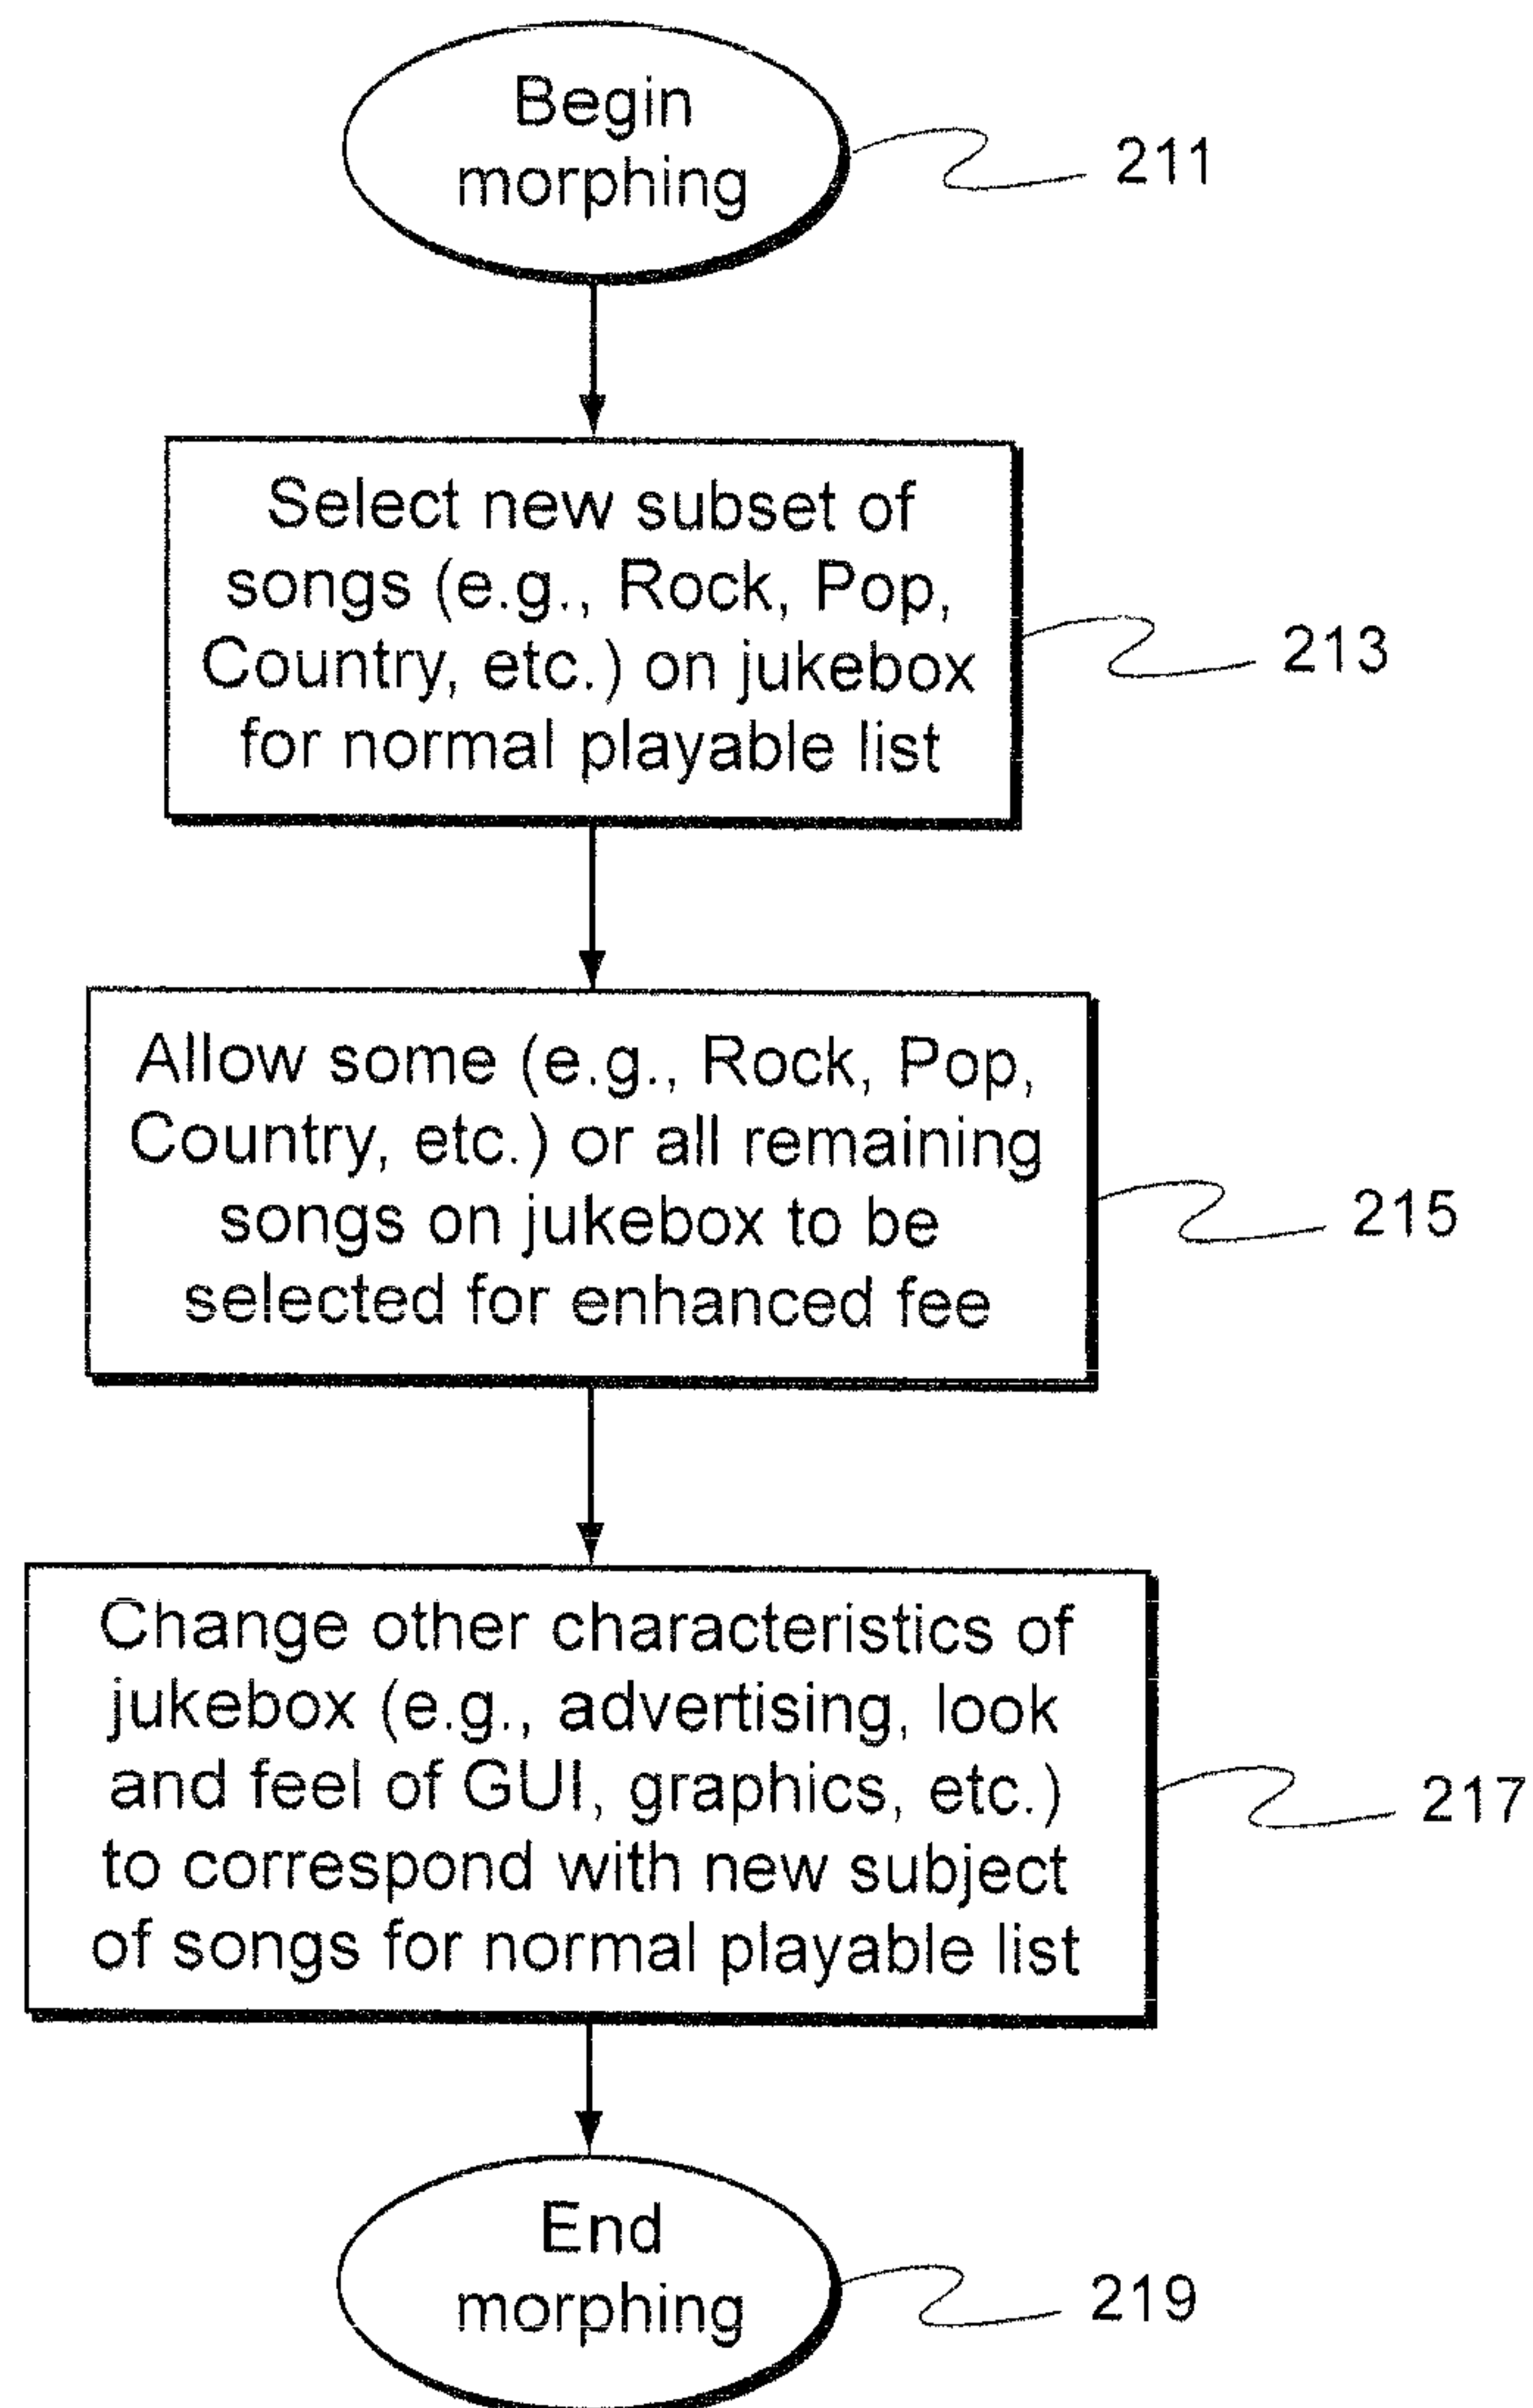 Begin
morphing
211
Select new subset of
songs (e.g., Rock, Pop,
Country, etc.) on jukebox
for normal playable list
213
Allow some (e.g., Rock, Pop,
Country, etc.) or all remaining
songs on jukebox to be
selected for enhanced fee
215
Change other characteristics of
jukebox (e.g., advertising, look
and feel of GUI, graphics, etc.)
to correspond with new subject
of songs for normal playable list
217
End
morphing
219